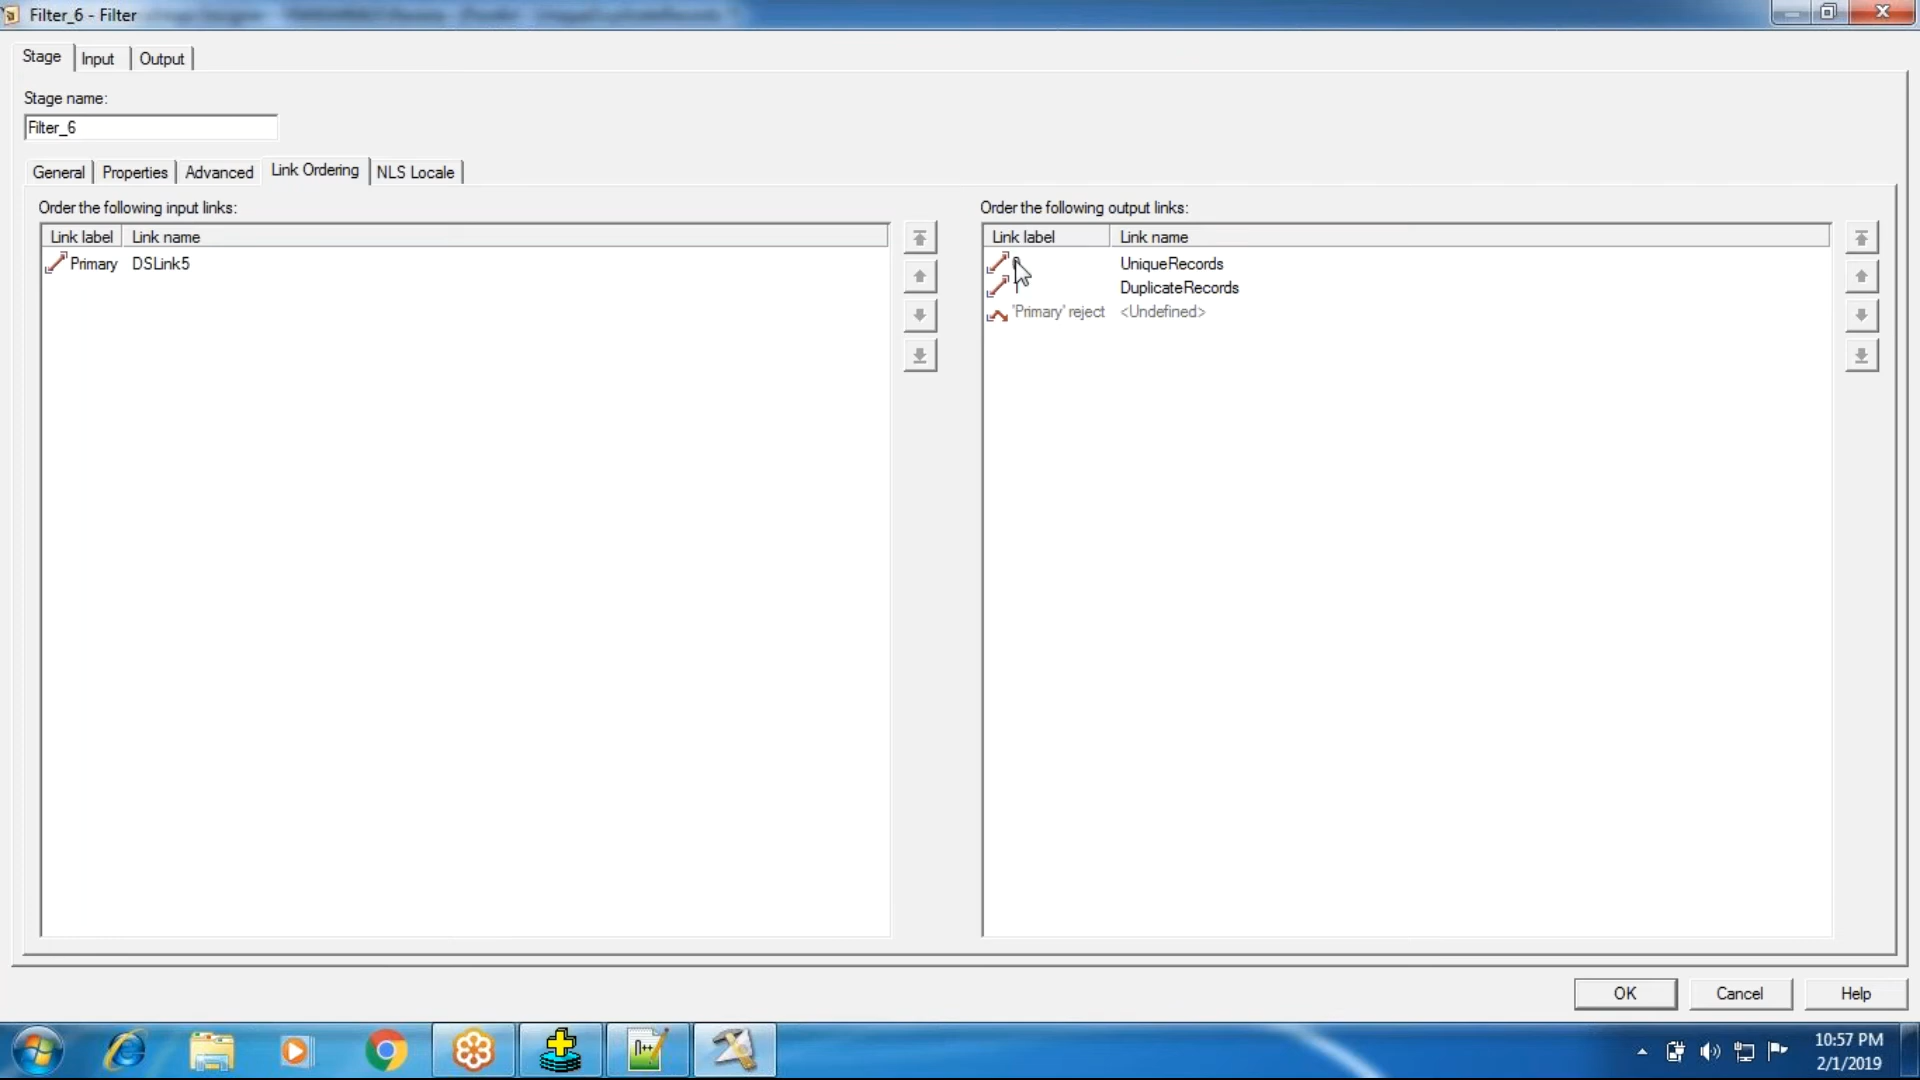 Filter_6 - Filter
Stage
Input
Output
Stage name:
Filter_6
General
Properties
Advanced
Link Ordering
NLS Locale
Order the following input links:
Link label Link name
Primary DSLink5
Order the following output links:
Link label Link name
UniqueRecords
DuplicateRecords
'Primary' reject <Undefined>
OK
Cancel
Help
n++
10:57 PM
2/1/2019